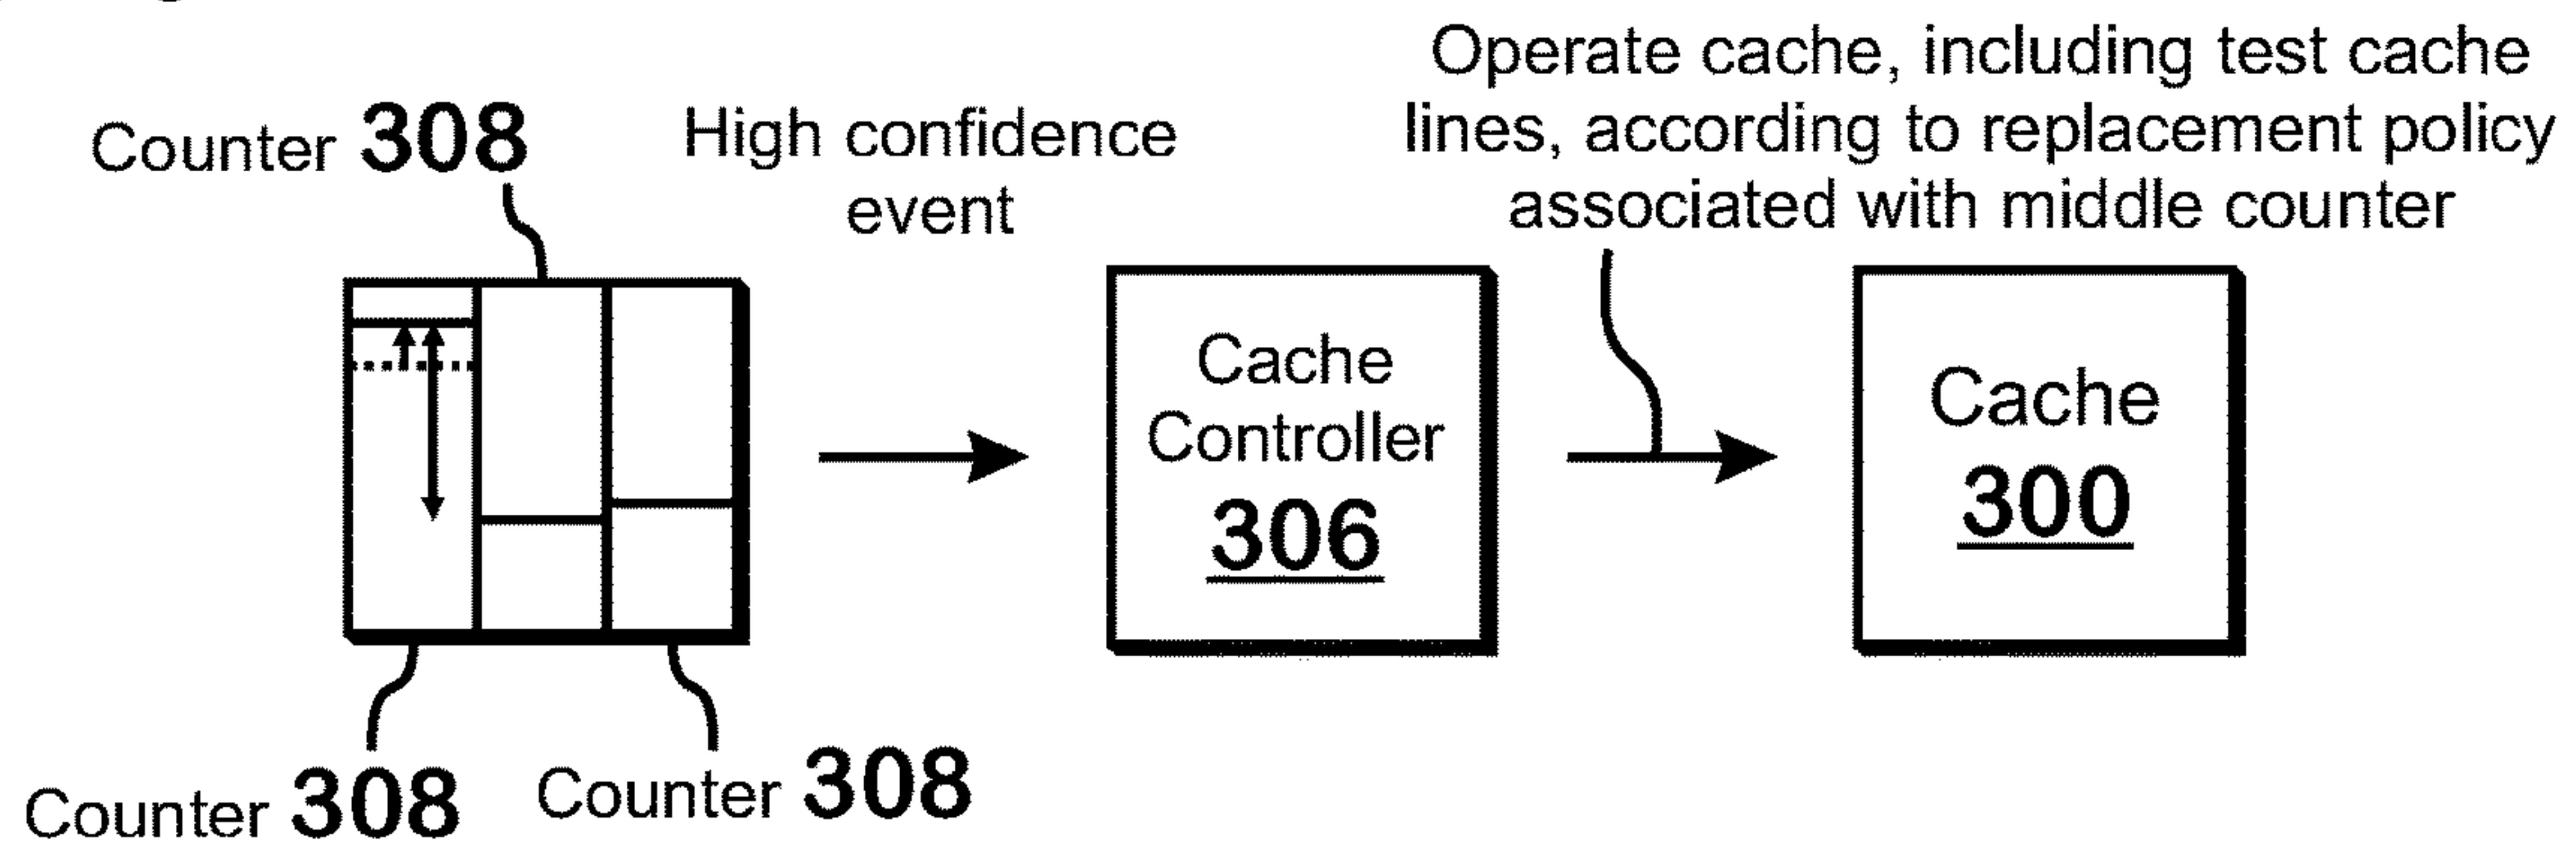 Operate cache, including test cache
lines, according to replacement policy
associated with middle counter
Counter 308
High confidence
event
Cache
Controller
306
Cache
300
Counter 308
Counter 308